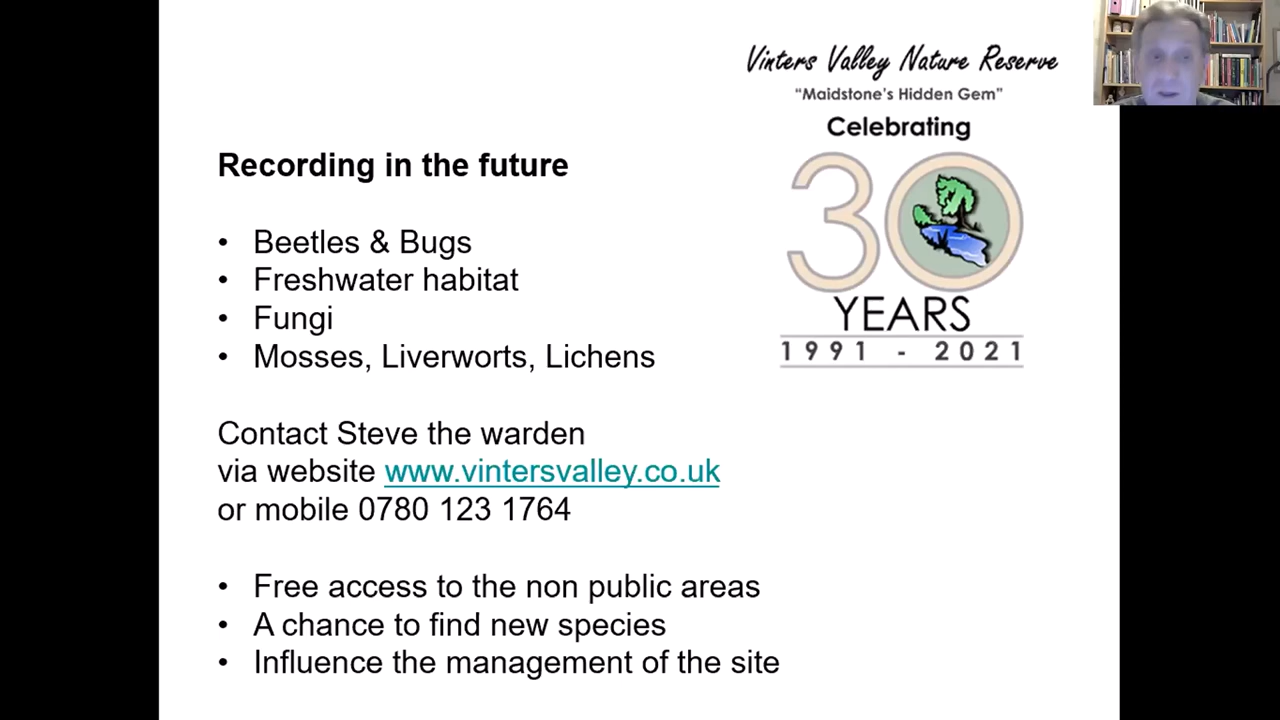 Vinters Valley Nature Reserve
"Maidstone's Hidden Gem"
Celebrating
30
YEARS
1991 - 2021
Recording in the future
• Beetles & Bugs
• Freshwater habitat
• Fungi
• Mosses, Liverworts, Lichens
Contact Steve the warden
via website www.vintersvalley.co.uk
or mobile 0780 123 1764
• Free access to the non public areas
• A chance to find new species
• Influence the management of the site